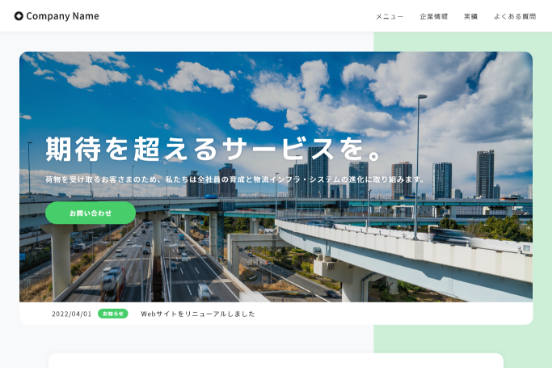 Company Name
メニュー 企業情報 実績 よくある質問
期待を超えるサービスを。
荷物を受け取るお客さまのため、私たちは全社員の育成と物流インフラ・システムの進化に取り組みます。
お問い合わせ
2022/04/01 お知らせ Webサイトをリニューアルしました